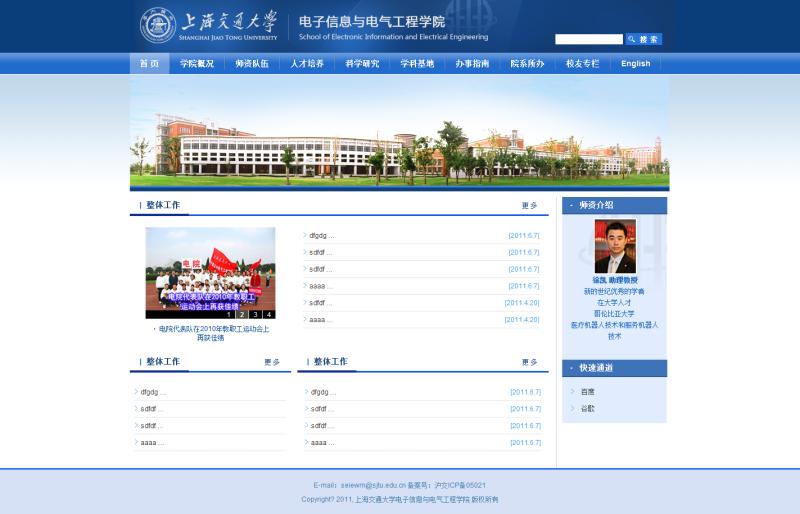 上海交通大学
SHANGHAI JIAO TONG UNIVERSITY
电子信息与电气工程学院
School of Electronic Information and Electrical Engineering
搜 索
首 页 学院概况 师资队伍 人才培养 科学研究 学科基地 办事指南 院系所办 校友专栏 English
整体工作 更多
电院
电院代表队在2010年教职工
运动会上再获佳绩
1 2 3 4
· 电院代表队在2010年教职工运动会上
再获佳绩
dfgdg ... [2011.6.7]
sdfdf ... [2011.6.7]
sdfdf ... [2011.6.7]
aaaa ... [2011.6.7]
sdfdf ... [2011.4.20]
aaaa ... [2011.4.20]
· 师资介绍
徐凯 助理教授
新的世纪优秀的学者
在大学人才
哥伦比亚大学
医疗机器人技术和服务机器人
技术
整体工作 更多
dfgdg ...
sdfdf ...
sdfdf ...
aaaa ...
整体工作 更多
dfgdg ... [2011.6.7]
sdfdf ... [2011.6.7]
sdfdf ... [2011.6.7]
aaaa ... [2011.6.7]
· 快速通道
百度
谷歌
E-mail：seiewm@sjtu.edu.cn 备案号：沪交ICP备05021
Copyright? 2011, 上海交通大学电子信息与电气工程学院 版权所有